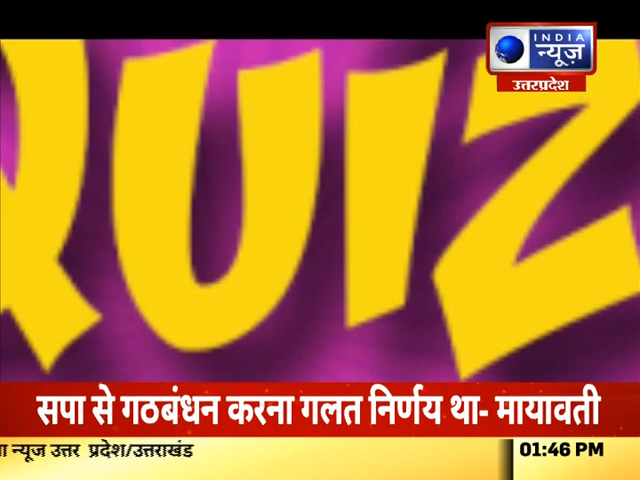 INDIA
न्यूज़
उत्तरप्रदेश
QUIZ
सपा से गठबंधन करना गलत निर्णय था- मायावती
न्यूज उत्तर प्रदेश/उत्तराखंड
01:46 PM